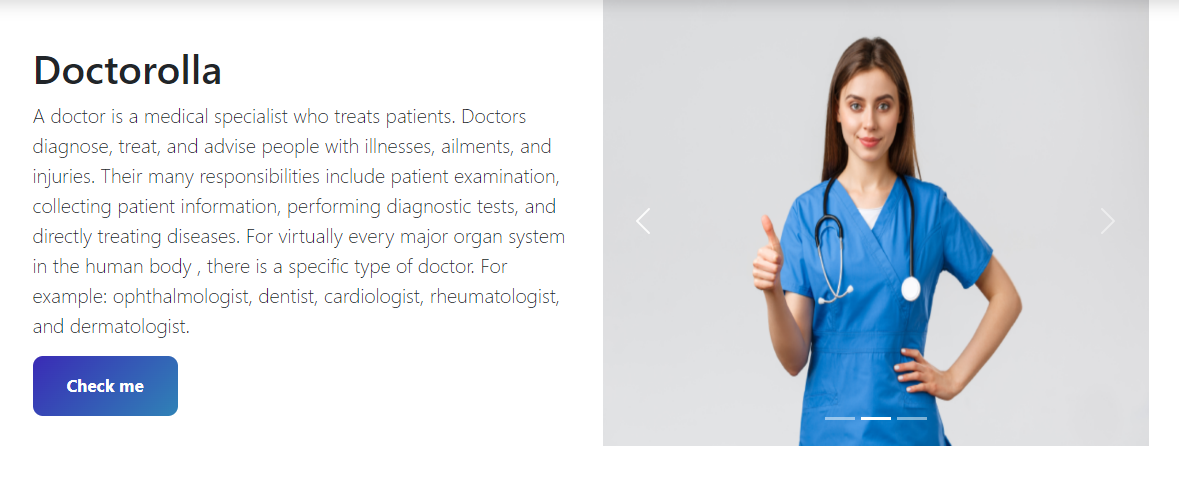 Doctorolla
A doctor is a medical specialist who treats patients. Doctors
diagnose, treat, and advise people with illnesses, ailments, and
injuries. Their many responsibilities include patient examination,
collecting patient information, performing diagnostic tests, and
directly treating diseases. For virtually every major organ system
in the human body , there is a specific type of doctor. For
example: ophthalmologist, dentist, cardiologist, rheumatologist,
and dermatologist.
Check me